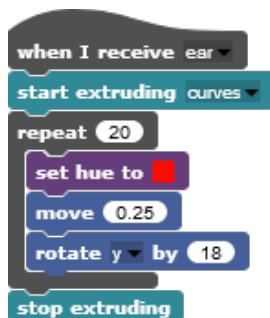 when I receive ear
start extruding curves
repeat 20
set hue to
move 0.25
rotate y by 18
stop extruding